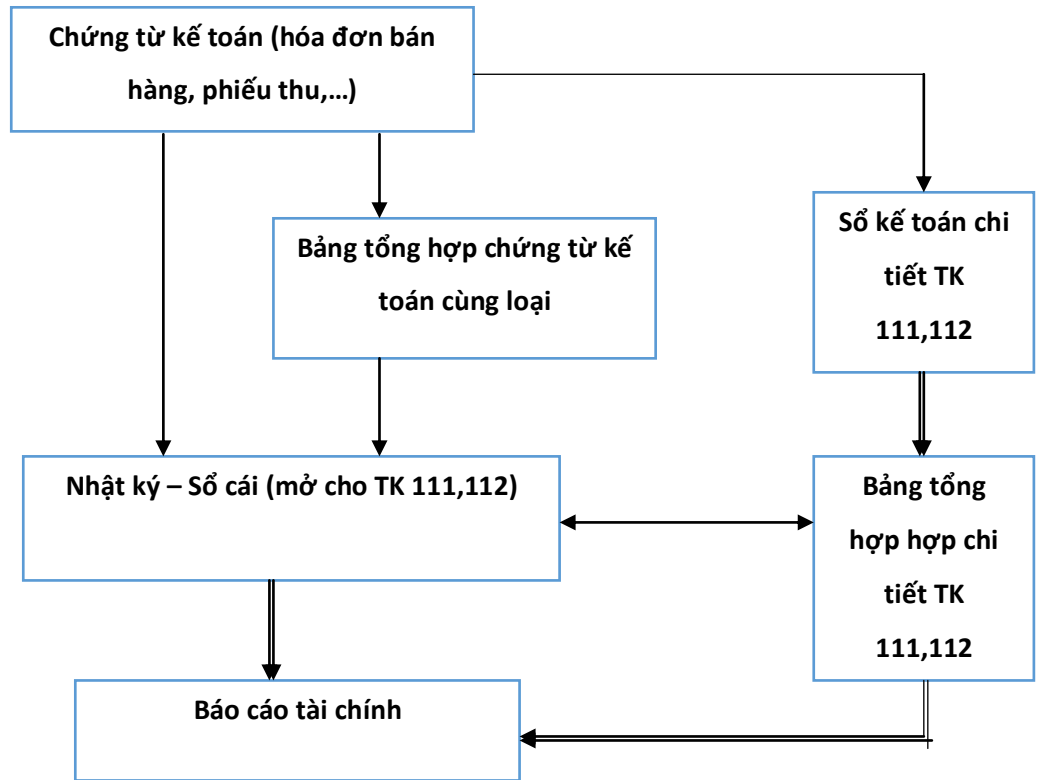 Chứng từ kế toán (hóa đơn bán
hàng, phiếu thu,...)
Bảng tổng hợp chứng từ kế
toán cùng loại
Sổ kế toán chi
tiết TK
111,112
Nhật ký – Sổ cái (mở cho TK 111,112)
Bảng tổng
hợp hợp chi
tiết TK
111,112
Báo cáo tài chính